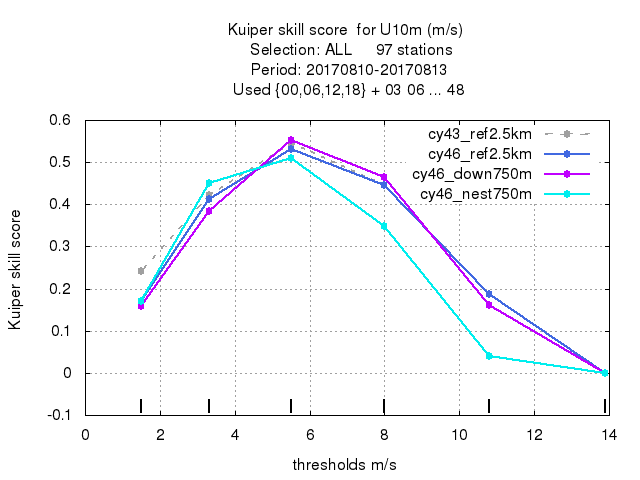 Kuiper skill score  for U10m (m/s)
Selection: ALL     97 stations
Period: 20170810-20170813
Used {00,06,12,18} + 03 06 ... 48
cy43_ref2.5km
cy46_ref2.5km
cy46_down750m
cy46_nest750m
Kuiper skill score
0.6
0.5
0.4
0.3
0.2
0.1
0
-0.1
0 2 4 6 8 10 12 14
thresholds m/s